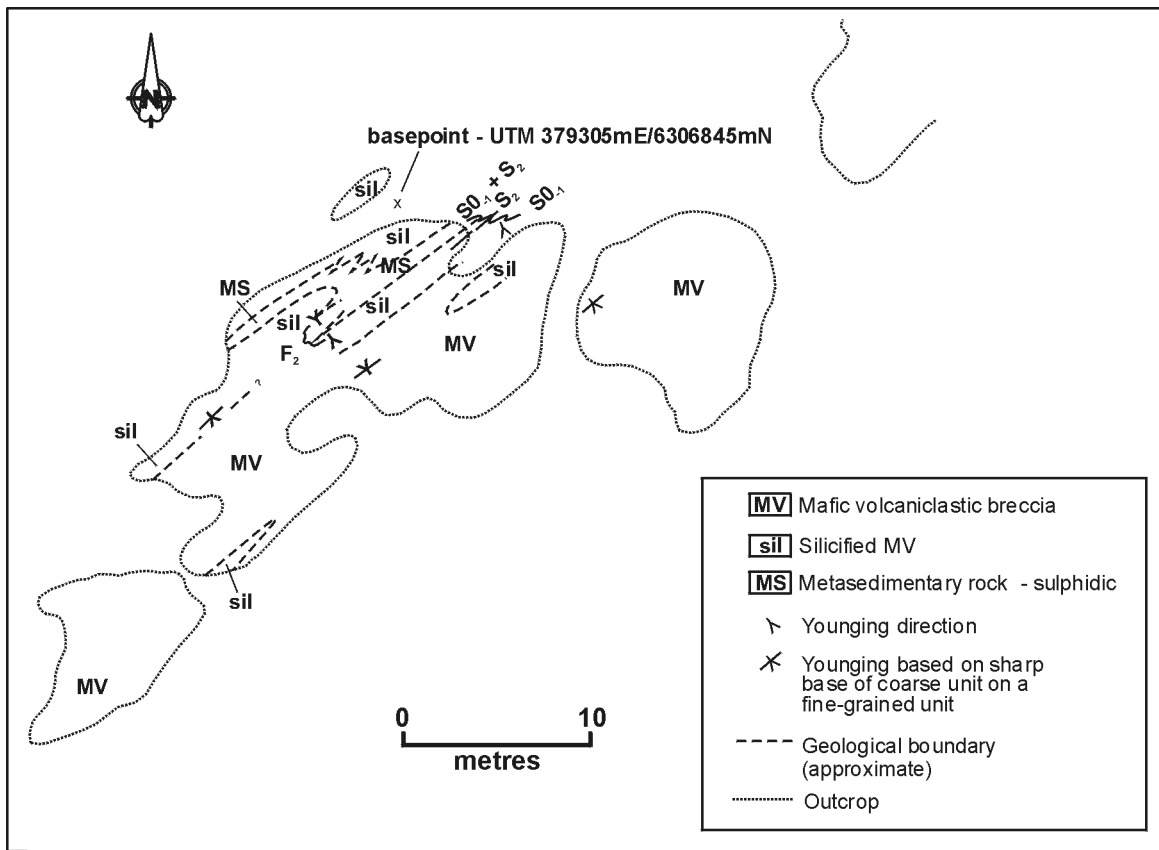 N
basepoint - UTM 379305mE/6306845mN
sil
S0-1 + S2
S2
S0-1
sil
MS
sil
MS
sil
sil
MV
F2
MV
?
sil
MV
sil
MV
0 10
metres
MV Mafic volcaniclastic breccia
sil Silicified MV
MS Metasedimentary rock - sulphidic
Younging direction
Younging based on sharp
base of coarse unit on a
fine-grained unit
Geological boundary
(approximate)
Outcrop